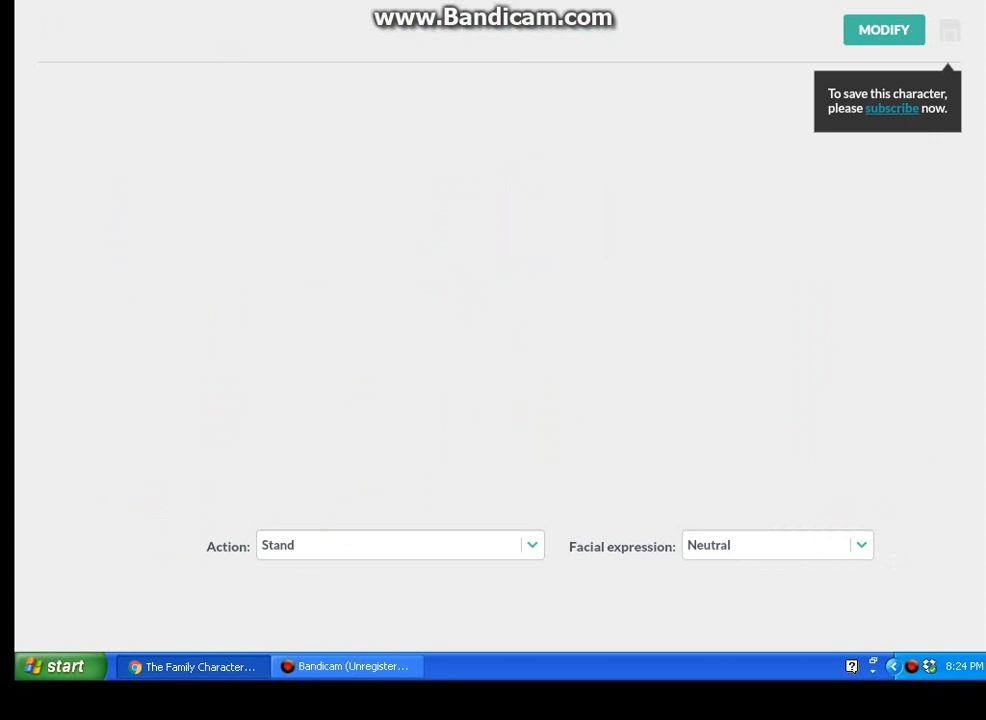 www.Bandicam.com
MODIFY
To save this character,
please subscribe now.
Action: Stand Facial expression: Neutral
start The Family Character... Bandicam (Unregister... ? 8:24 PM